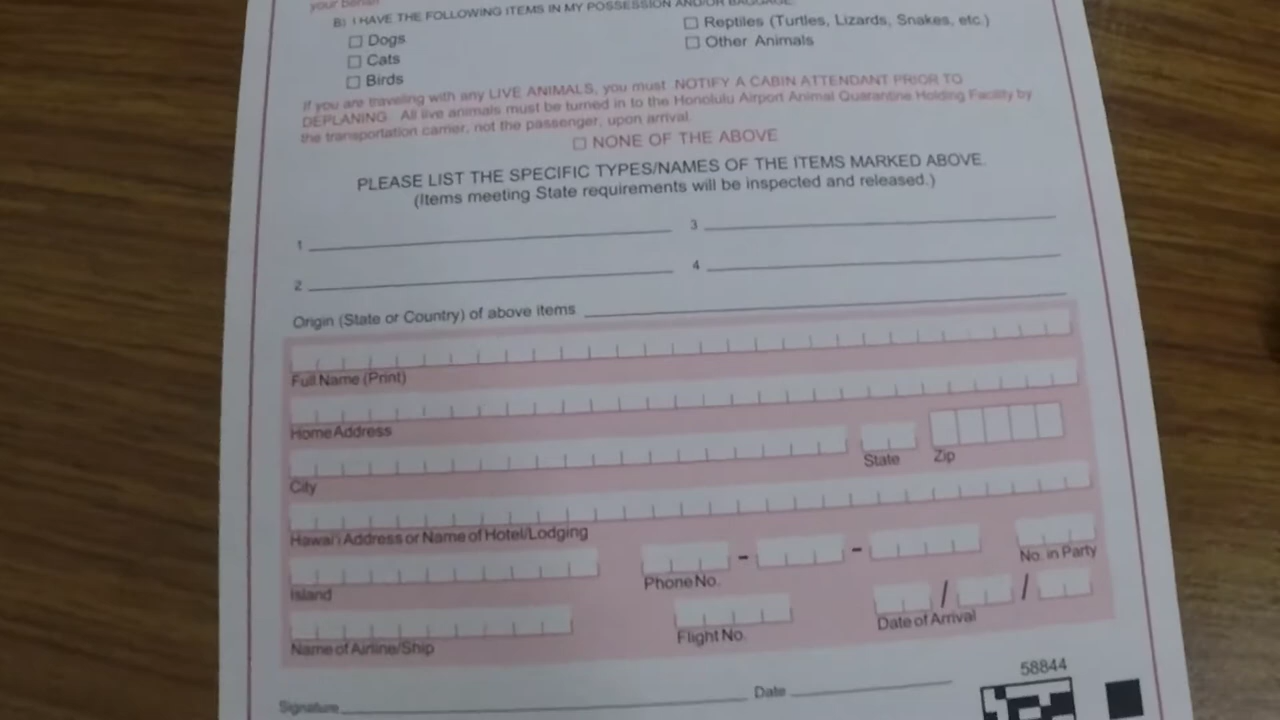 your behalf
B) I HAVE THE FOLLOWING ITEMS IN MY POSSESSION AND/OR BAGGAGE:
☐ Dogs
☐ Cats
☐ Birds
☐ Reptiles (Turtles, Lizards, Snakes, etc.)
☐ Other Animals
If you are traveling with any LIVE ANIMALS, you must NOTIFY A CABIN ATTENDANT PRIOR TO
DEPLANING. All live animals must be turned in to the Honolulu Airport Animal Quarantine Holding Facility by
the transportation carrier, not the passenger, upon arrival.
☐ NONE OF THE ABOVE
PLEASE LIST THE SPECIFIC TYPES/NAMES OF THE ITEMS MARKED ABOVE.
(Items meeting State requirements will be inspected and released.)
1
3
2
4
Origin (State or Country) of above items
Full Name (Print)
Home Address
City
State
Zip
Hawai'i Address or Name of Hotel/Lodging
Island
Phone No.
No. in Party
Name of Airline/Ship
Flight No.
Date of Arrival
58844
Signature
Date